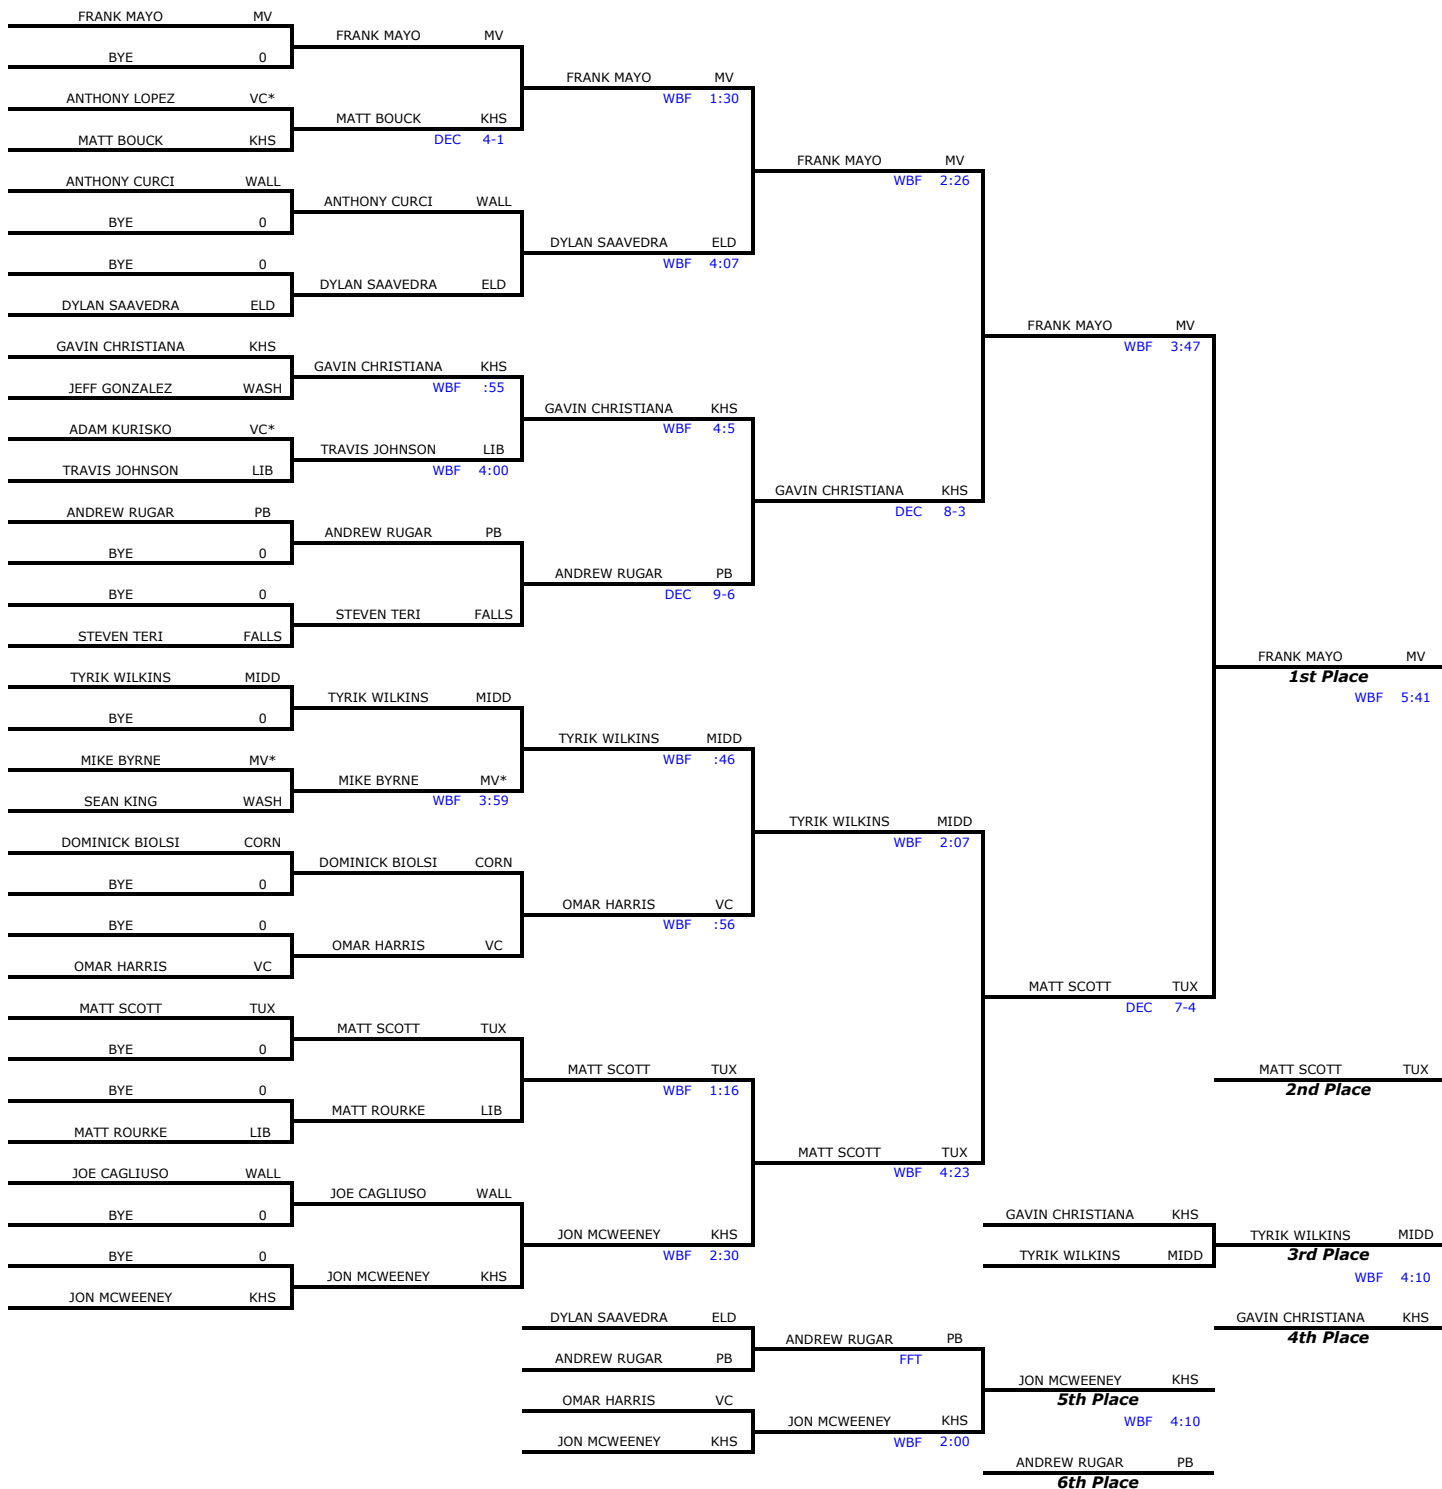 FRANK MAYO MV
BYE 0
ANTHONY LOPEZ VC*
MATT BOUCK KHS
ANTHONY CURCI WALL
BYE 0
BYE 0
DYLAN SAAVEDRA ELD
GAVIN CHRISTIANA KHS
JEFF GONZALEZ WASH
ADAM KURISKO VC*
TRAVIS JOHNSON LIB
ANDREW RUGAR PB
BYE 0
BYE 0
STEVEN TERI FALLS
TYRIK WILKINS MIDD
BYE 0
MIKE BYRNE MV*
SEAN KING WASH
DOMINICK BIOLSI CORN
BYE 0
BYE 0
OMAR HARRIS VC
MATT SCOTT TUX
BYE 0
BYE 0
MATT ROURKE LIB
JOE CAGLIUSO WALL
BYE 0
BYE 0
JON MCWEENEY KHS
FRANK MAYO MV
MATT BOUCK KHS
DEC 4-1
ANTHONY CURCI WALL
DYLAN SAAVEDRA ELD
GAVIN CHRISTIANA KHS
WBF :55
TRAVIS JOHNSON LIB
WBF 4:00
ANDREW RUGAR PB
STEVEN TERI FALLS
TYRIK WILKINS MIDD
MIKE BYRNE MV*
WBF 3:59
DOMINICK BIOLSI CORN
OMAR HARRIS VC
MATT SCOTT TUX
MATT ROURKE LIB
JOE CAGLIUSO WALL
JON MCWEENEY KHS
FRANK MAYO MV
WBF 1:30
DYLAN SAAVEDRA ELD
WBF 4:07
GAVIN CHRISTIANA KHS
WBF 4:5
ANDREW RUGAR PB
DEC 9-6
TYRIK WILKINS MIDD
WBF :46
OMAR HARRIS VC
WBF :56
MATT SCOTT TUX
WBF 1:16
JON MCWEENEY KHS
WBF 2:30
FRANK MAYO MV
WBF 2:26
GAVIN CHRISTIANA KHS
DEC 8-3
TYRIK WILKINS MIDD
WBF 2:07
MATT SCOTT TUX
WBF 4:23
FRANK MAYO MV
WBF 3:47
MATT SCOTT TUX
DEC 7-4
FRANK MAYO MV
1st Place
WBF 5:41
MATT SCOTT TUX
2nd Place
GAVIN CHRISTIANA KHS
TYRIK WILKINS MIDD
TYRIK WILKINS MIDD
3rd Place
WBF 4:10
GAVIN CHRISTIANA KHS
4th Place
DYLAN SAAVEDRA ELD
ANDREW RUGAR PB
OMAR HARRIS VC
JON MCWEENEY KHS
ANDREW RUGAR PB
FFT
JON MCWEENEY KHS
WBF 2:00
JON MCWEENEY KHS
5th Place
WBF 4:10
ANDREW RUGAR PB
6th Place